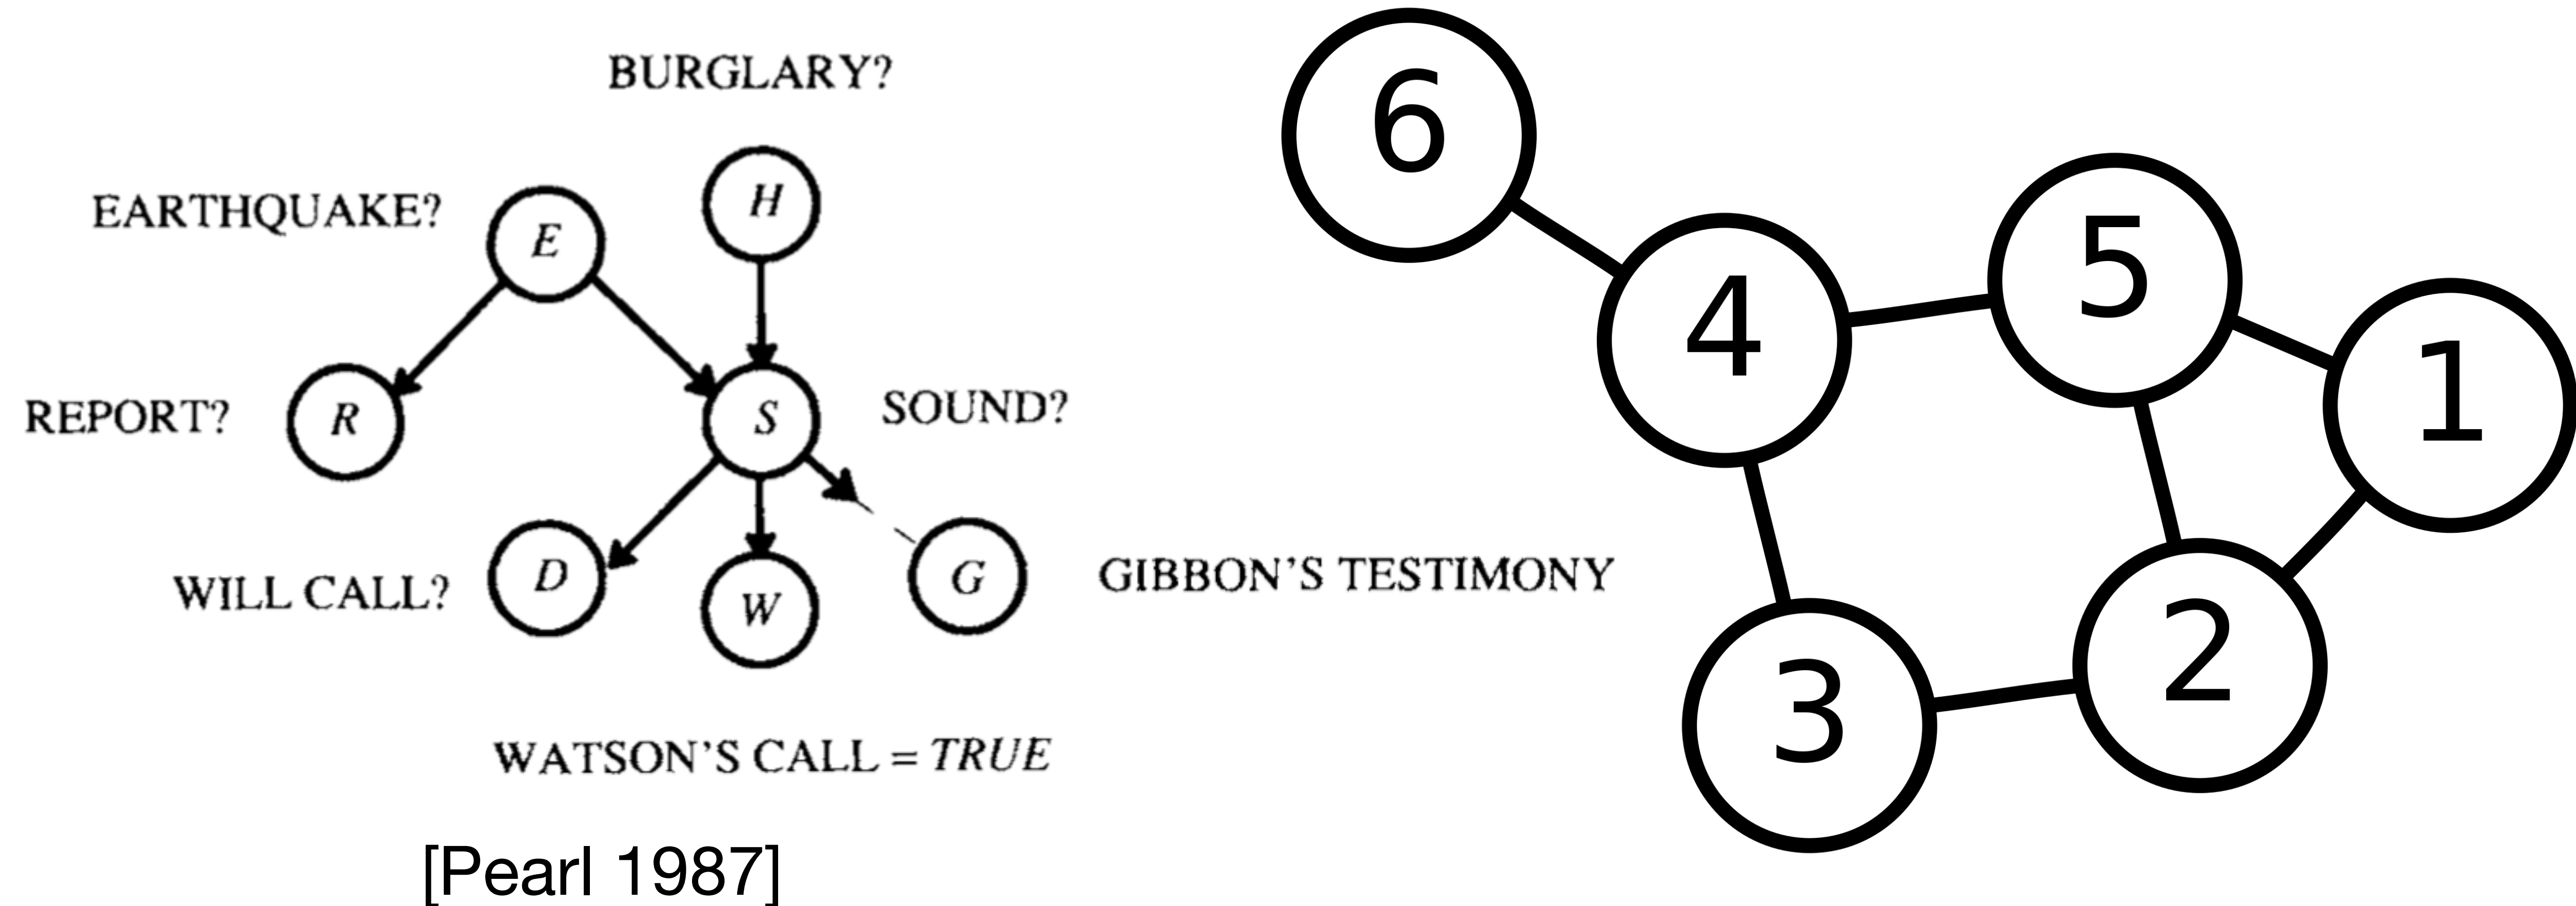 BURGLARY?
H
EARTHQUAKE?
E
REPORT?
R
S
SOUND?
WILL CALL?
D
W
G
GIBBON'S TESTIMONY
WATSON'S CALL = TRUE
[Pearl 1987]
6
4
5
1
3
2